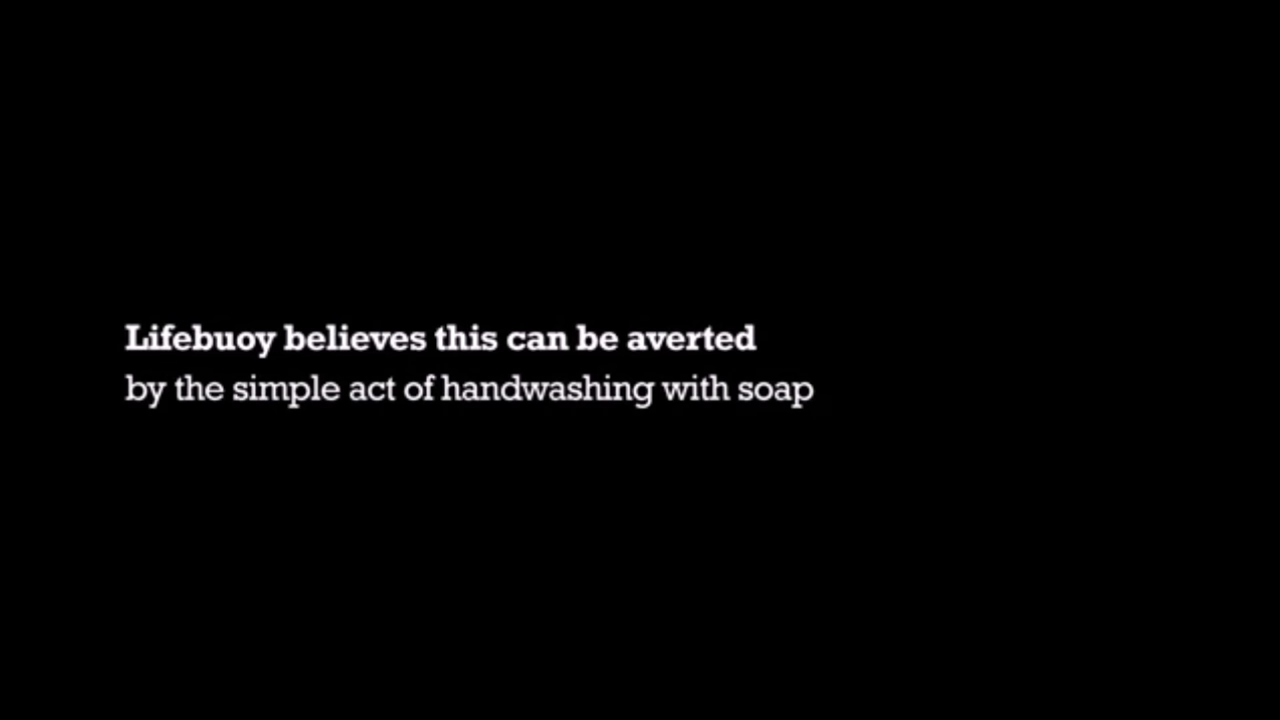 Lifebuoy believes this can be averted
by the simple act of handwashing with soap